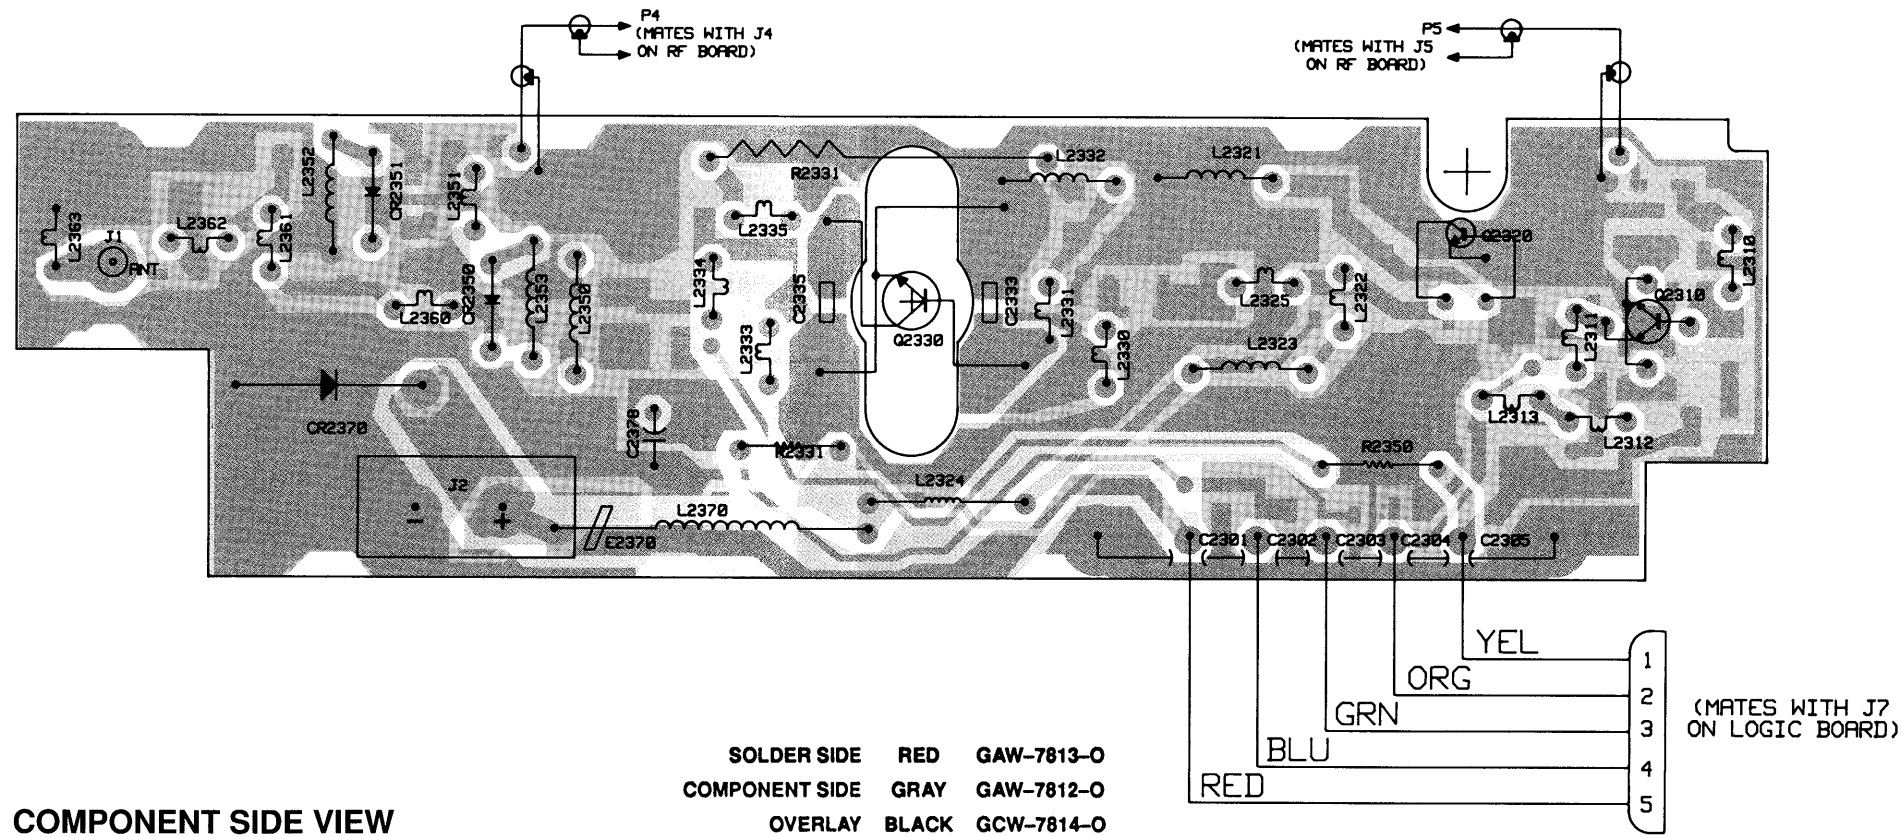 P4
(MATES WITH J4
ON RF BOARD)
P5
(MATES WITH J5
ON RF BOARD)
L2352
CR2351
L2351
R2331
L2332
L2321
L2363
J1
ANT
L2362
L2361
L2335
Q2320
L2310
L2360
CR2350
L2353
L2350
L2334
L2333
C2335
Q2330
C2333
L2331
L2330
L2325
L2322
L2323
Q2310
L2311
L2313
L2312
CR2370
C2370
R2331
R2350
J2
- +
L2324
L2370
E2370
C2301 C2302 C2303 C2304 C2305
YEL 1
ORG 2
GRN 3
BLU 4
RED 5
(MATES WITH J7
ON LOGIC BOARD)
SOLDER SIDE RED GAW-7813-O
COMPONENT SIDE GRAY GAW-7812-O
OVERLAY BLACK GCW-7814-O
COMPONENT SIDE VIEW